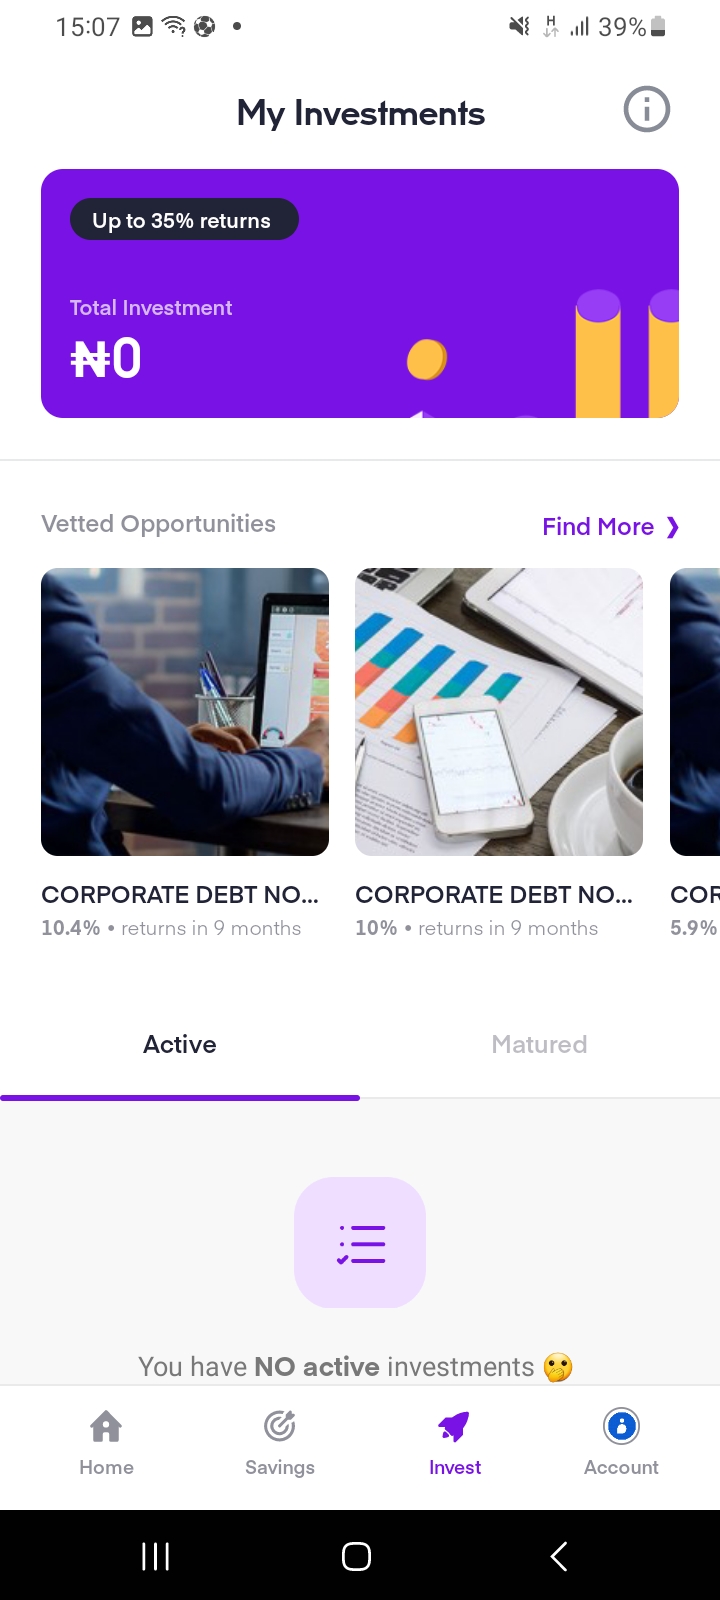 15:07
H
39%
My Investments
Up to 35% returns
Total Investment
₦0
Vetted Opportunities
Find More ❯
CORPORATE DEBT NO...
CORPORATE DEBT NO...
COR
10.4% • returns in 9 months
10% • returns in 9 months
5.9%
Active
Matured
You have NO active investments 🤔
Home
Savings
Invest
Account